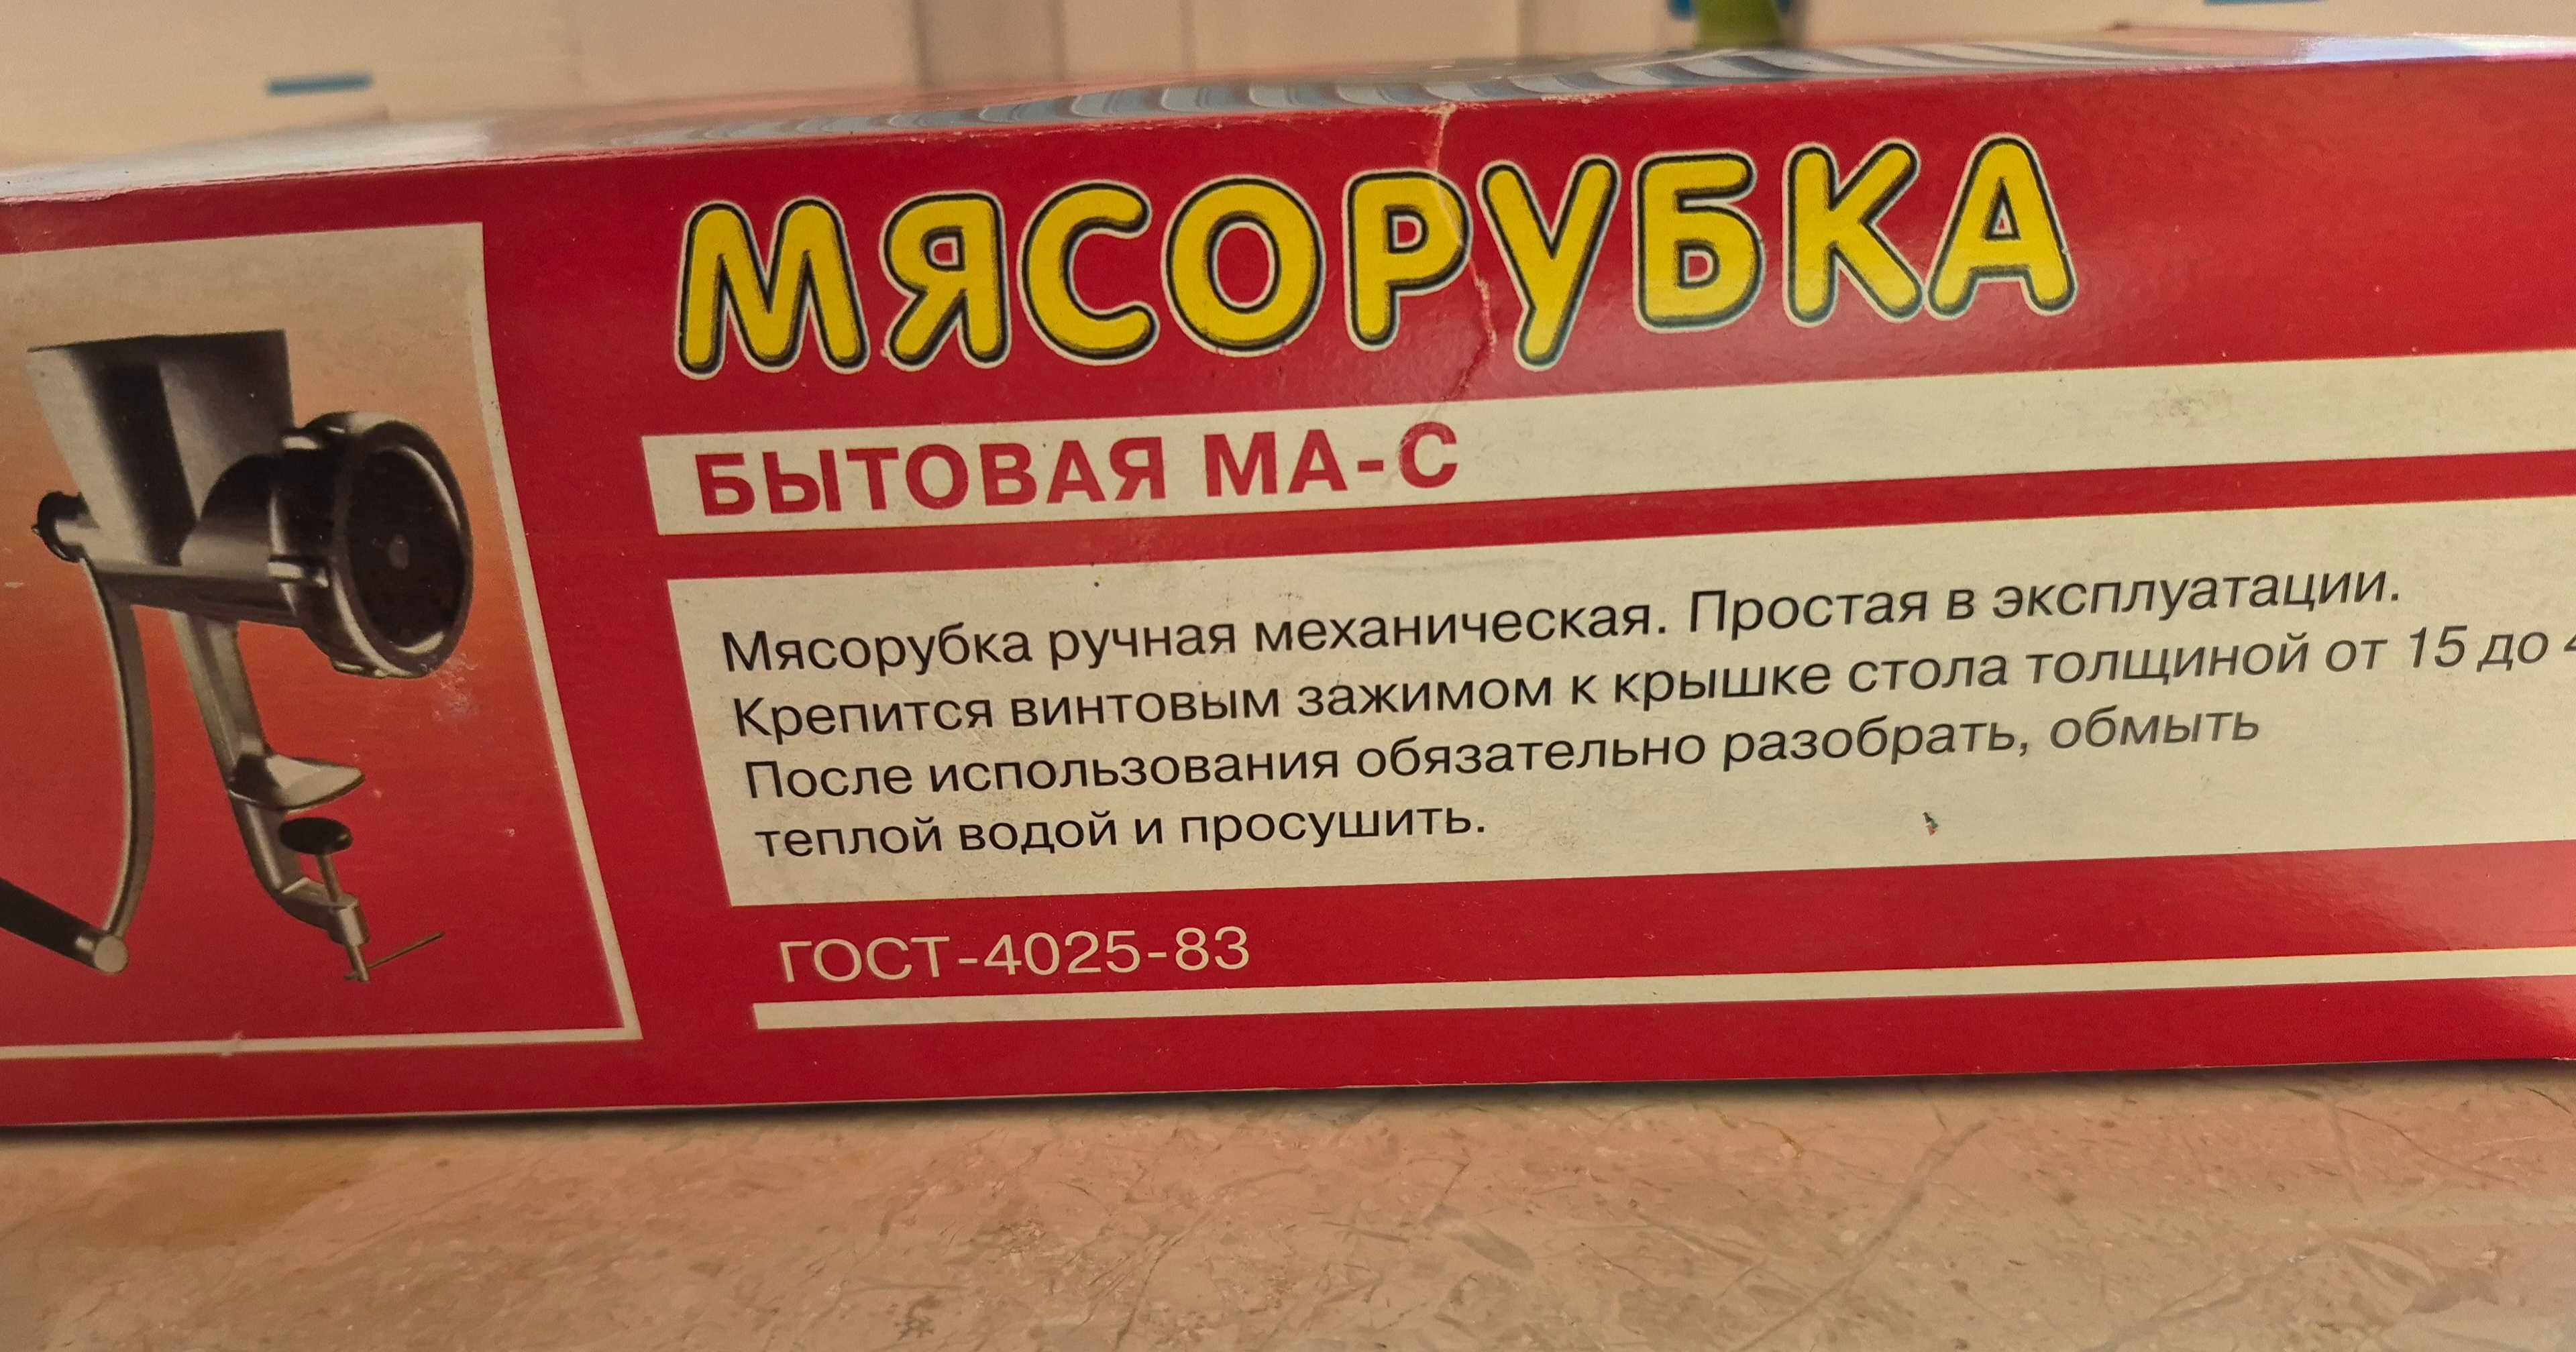 МЯСОРУБКА
БЫТОВАЯ МА-С
Мясорубка ручная механическая. Простая в эксплуатации.
Крепится винтовым зажимом к крышке стола толщиной от 15 до
После использования обязательно разобрать, обмыть
теплой водой и просушить.
ГОСТ-4025-83